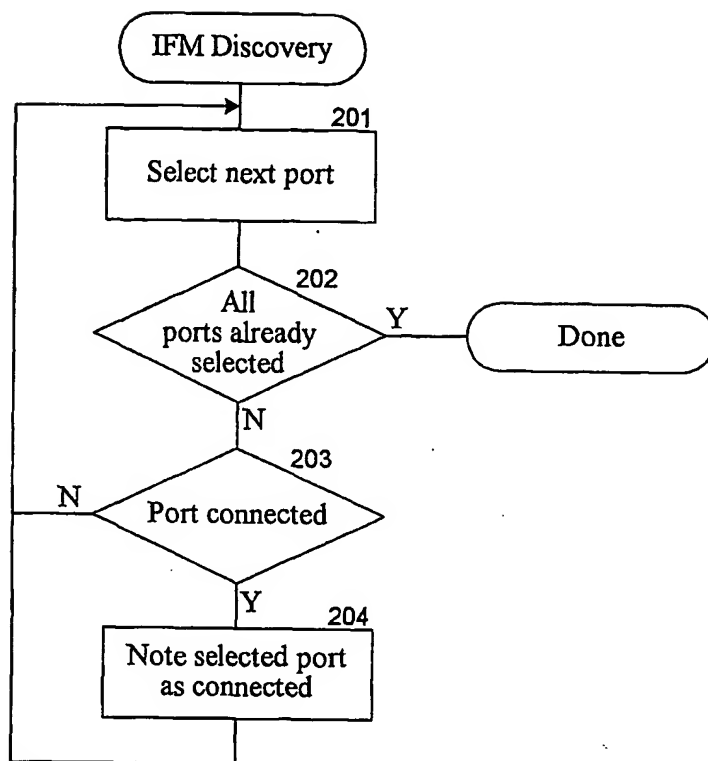 IFM Discovery
201
Select next port
202
All
ports already
selected
Y
Done
N
203
N
Port connected
Y
204
Note selected port
as connected